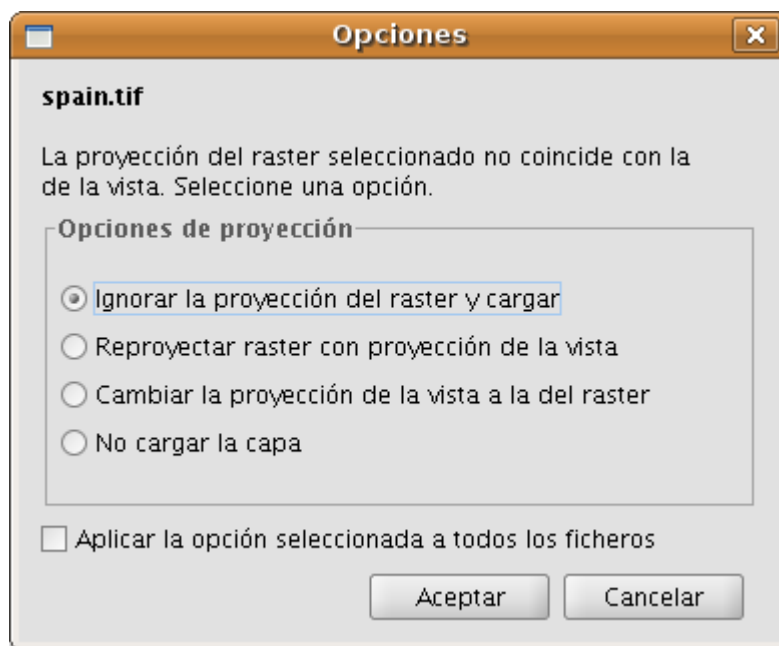 Opciones
spain.tif
La proyección del raster seleccionado no coincide con la
de la vista. Seleccione una opción.
Opciones de proyección
Ignorar la proyección del raster y cargar
Reproyectar raster con proyección de la vista
Cambiar la proyección de la vista a la del raster
No cargar la capa
Aplicar la opción seleccionada a todos los ficheros
Aceptar Cancelar